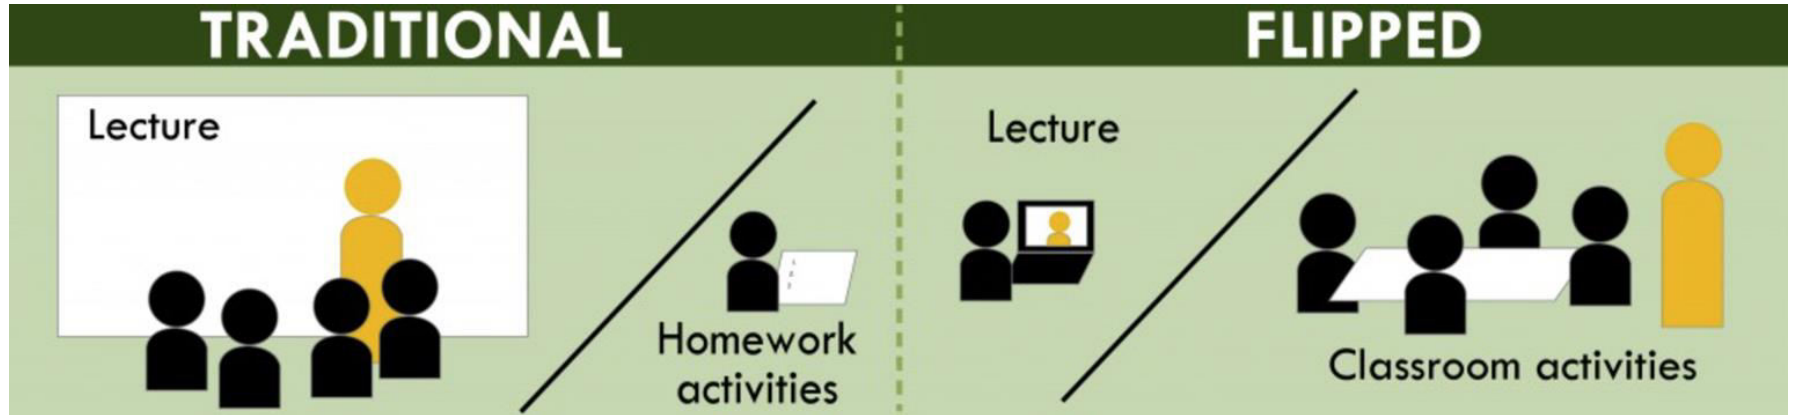 TRADITIONAL
Lecture
Homework
activities
FLIPPED
Lecture
Classroom activities